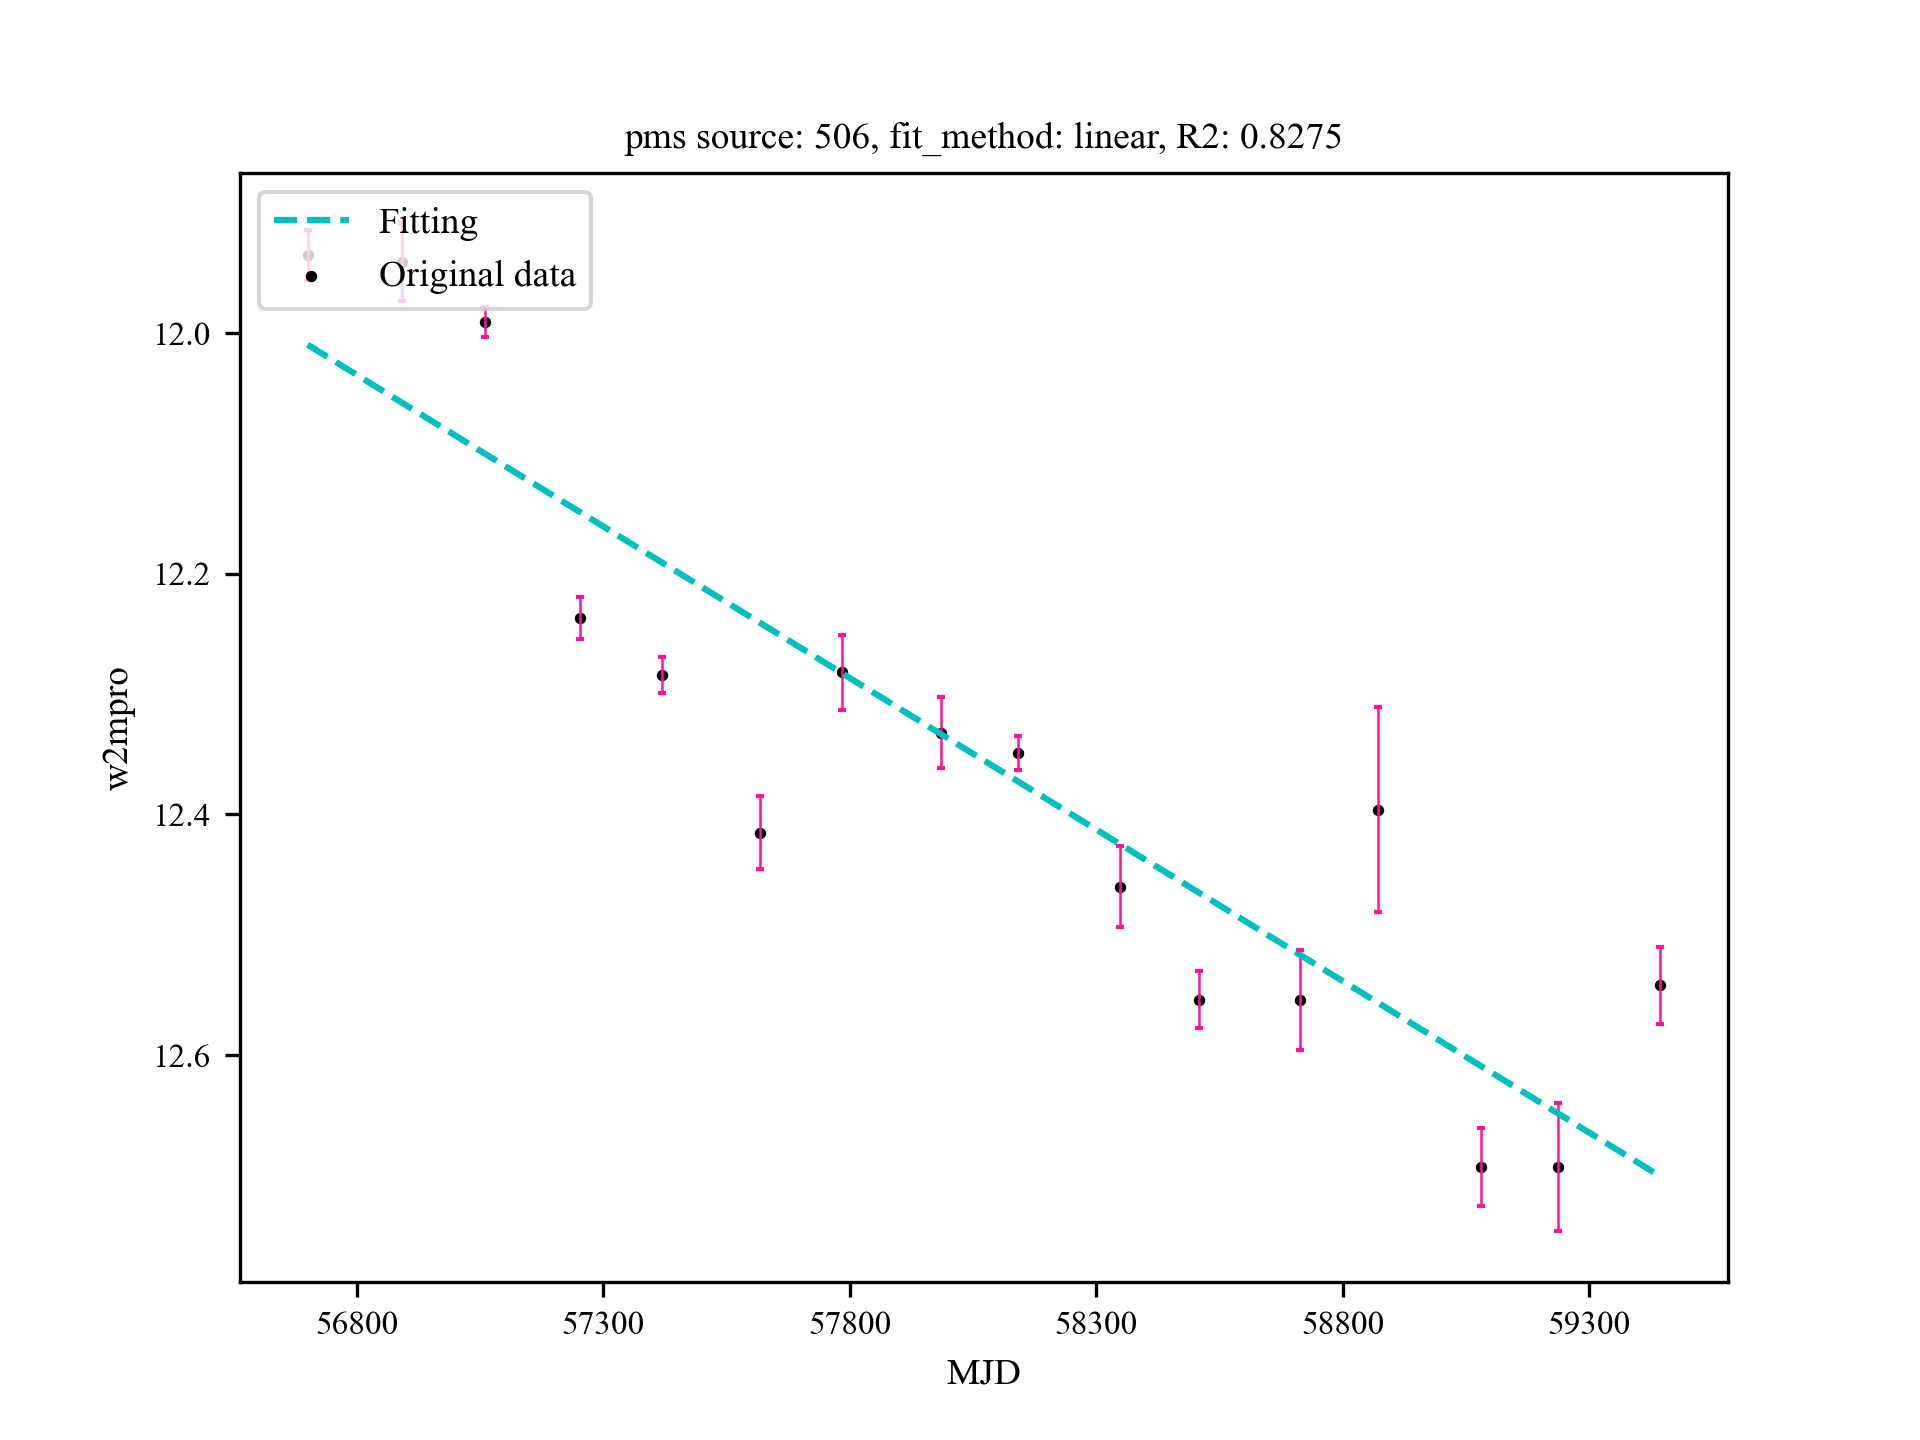 pms source: 506, fit_method: linear, R2: 0.8275
Fitting
Original data
12.0
12.2
12.4
12.6
w2mpro
56800
57300
57800
58300
58800
59300
MJD